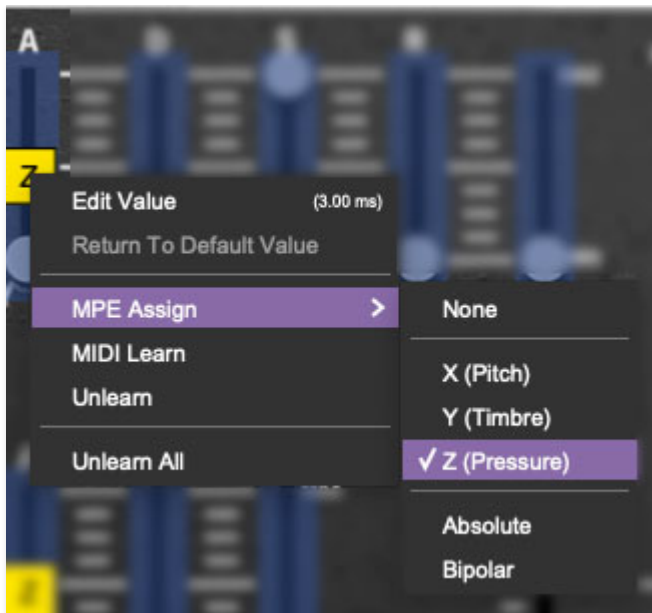 A
Z
Edit Value (3.00 ms)
Return To Default Value
MPE Assign >
MIDI Learn
Unlearn
Unlearn All
None
X (Pitch)
Y (Timbre)
✓ Z (Pressure)
Absolute
Bipolar